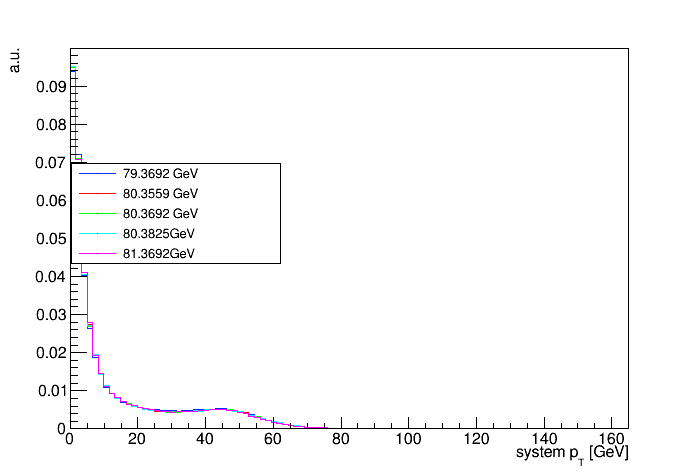 a.u.
0.09
0.08
0.07
0.06
0.05
0.04
0.03
0.02
0.01
0
79.3692 GeV
80.3559 GeV
80.3692 GeV
80.3825GeV
81.3692GeV
0 20 40 60 80 100 120 140 160
system p_T [GeV]